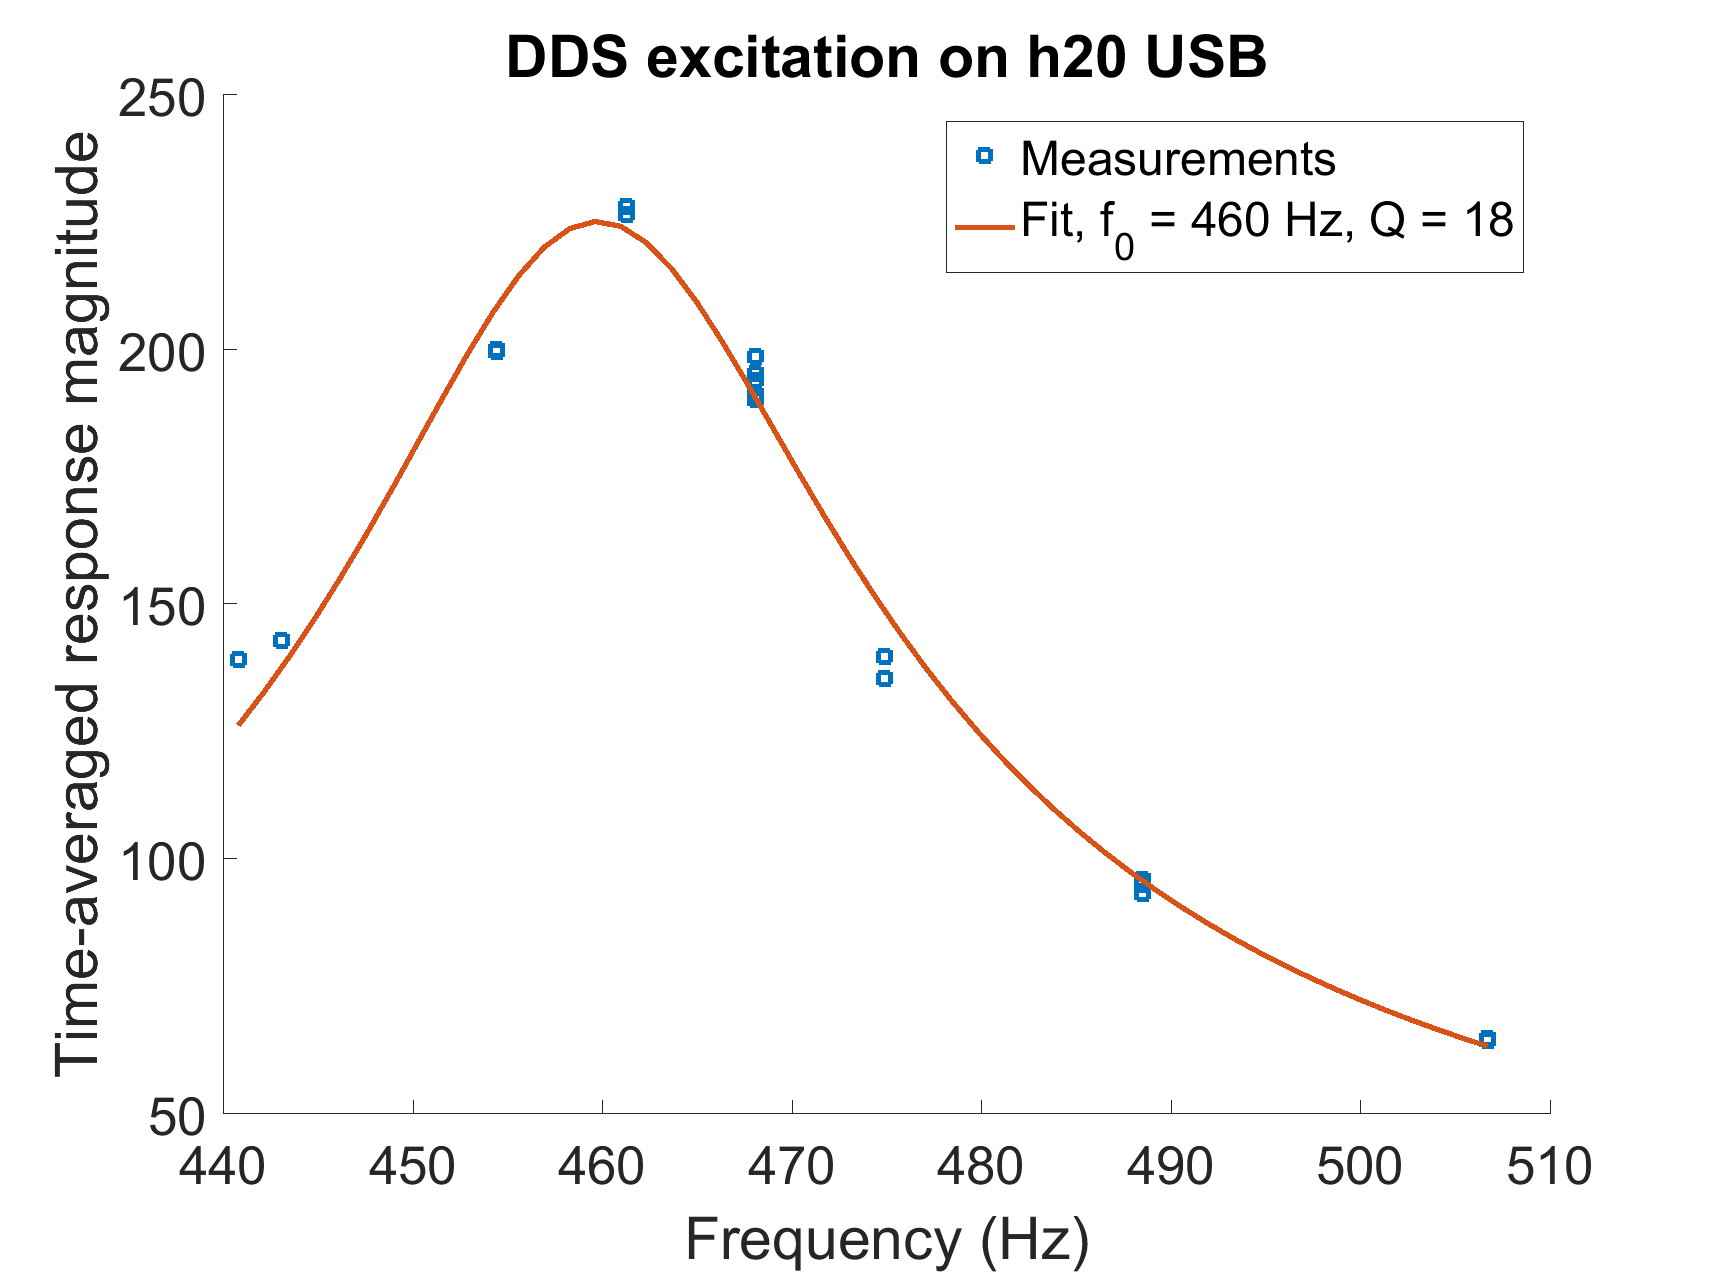 DDS excitation on h20 USB
250
200
150
100
50
Time-averaged response magnitude
Measurements
Fit, f0 = 460 Hz, Q = 18
440 450 460 470 480 490 500 510
Frequency (Hz)